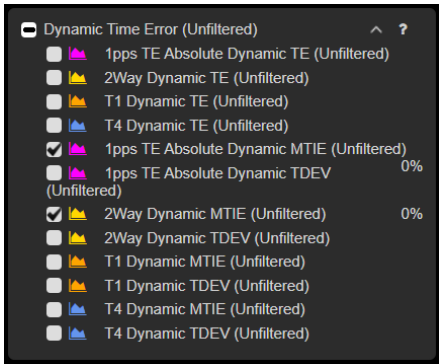 Dynamic Time Error (Unfiltered) ?
1pps TE Absolute Dynamic TE (Unfiltered)
2Way Dynamic TE (Unfiltered)
T1 Dynamic TE (Unfiltered)
T4 Dynamic TE (Unfiltered)
1pps TE Absolute Dynamic MTIE (Unfiltered)
0%
1pps TE Absolute Dynamic TDEV
(Unfiltered)
2Way Dynamic MTIE (Unfiltered) 0%
2Way Dynamic TDEV (Unfiltered)
T1 Dynamic MTIE (Unfiltered)
T1 Dynamic TDEV (Unfiltered)
T4 Dynamic MTIE (Unfiltered)
T4 Dynamic TDEV (Unfiltered)